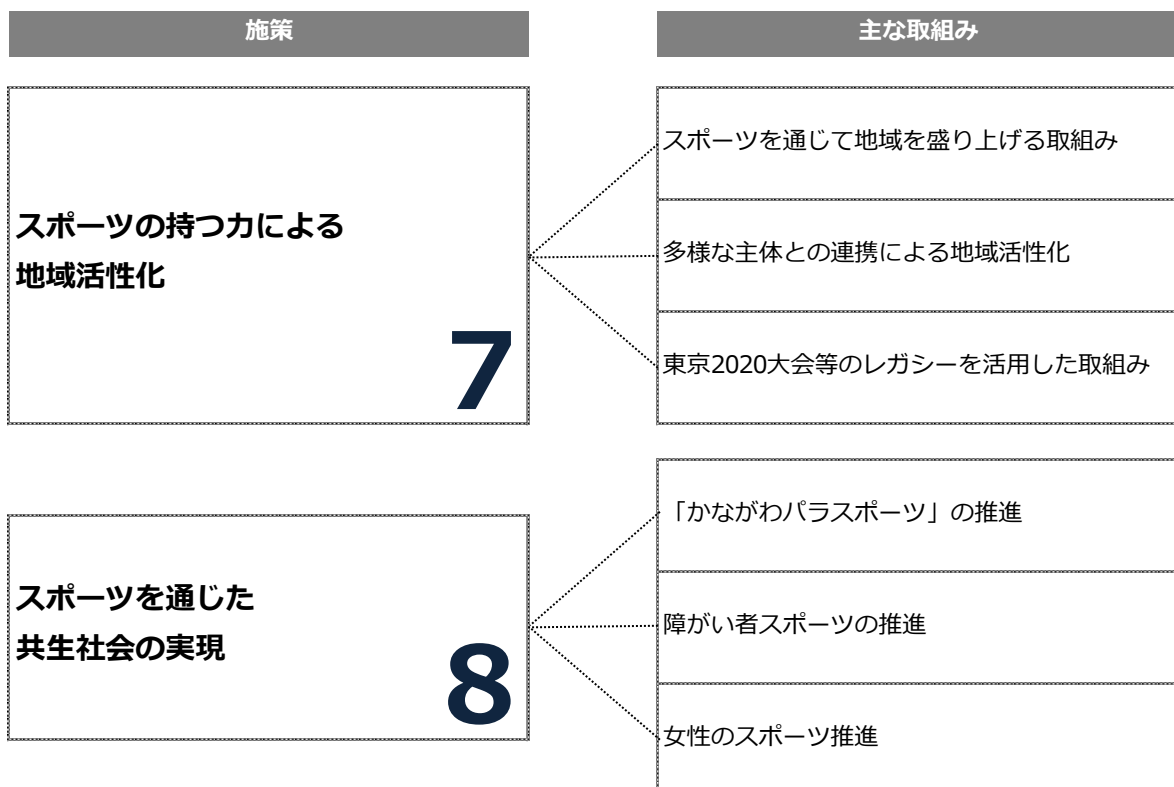 施策
主な取組み
スポーツの持つ力による
地域活性化
7
スポーツを通じて地域を盛り上げる取組み
多様な主体との連携による地域活性化
東京2020大会等のレガシーを活用した取組み
スポーツを通じた
共生社会の実現
8
「かながわパラスポーツ」の推進
障がい者スポーツの推進
女性のスポーツ推進